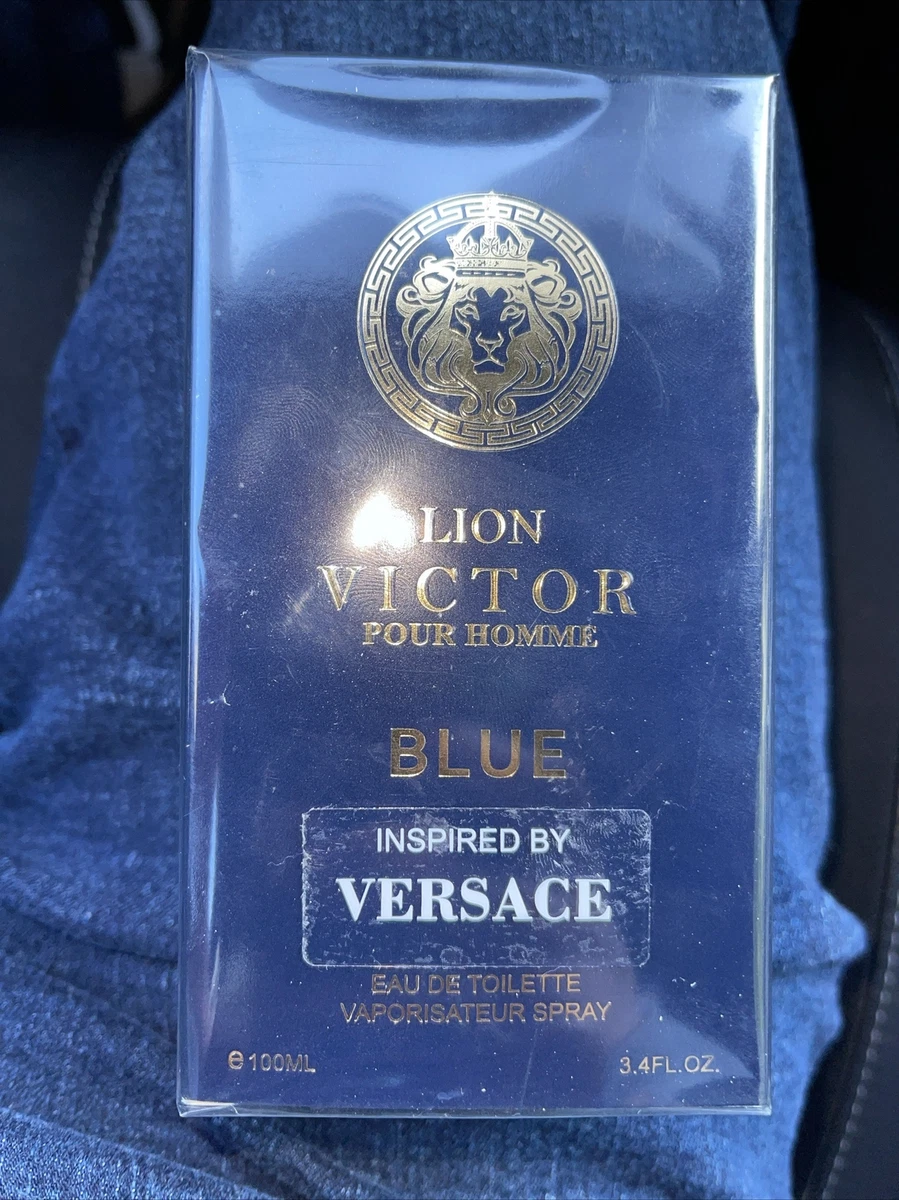 LION
VICTOR
POUR HOMME
BLUE
INSPIRED BY
VERSACE
EAU DE TOILETTE
VAPORISATEUR SPRAY
℮100ML 3.4FL.OZ.